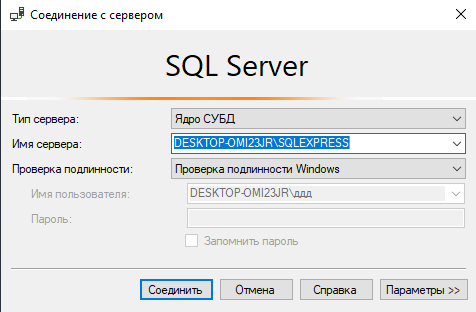 Соединение с сервером
SQL Server
Тип сервера: Ядро СУБД
Имя сервера: DESKTOP-OMI23JR\SQLEXPRESS
Проверка подлинности: Проверка подлинности Windows
Имя пользователя: DESKTOP-OMI23JR\ддд
Пароль:
Запомнить пароль
Соединить Отмена Справка Параметры >>